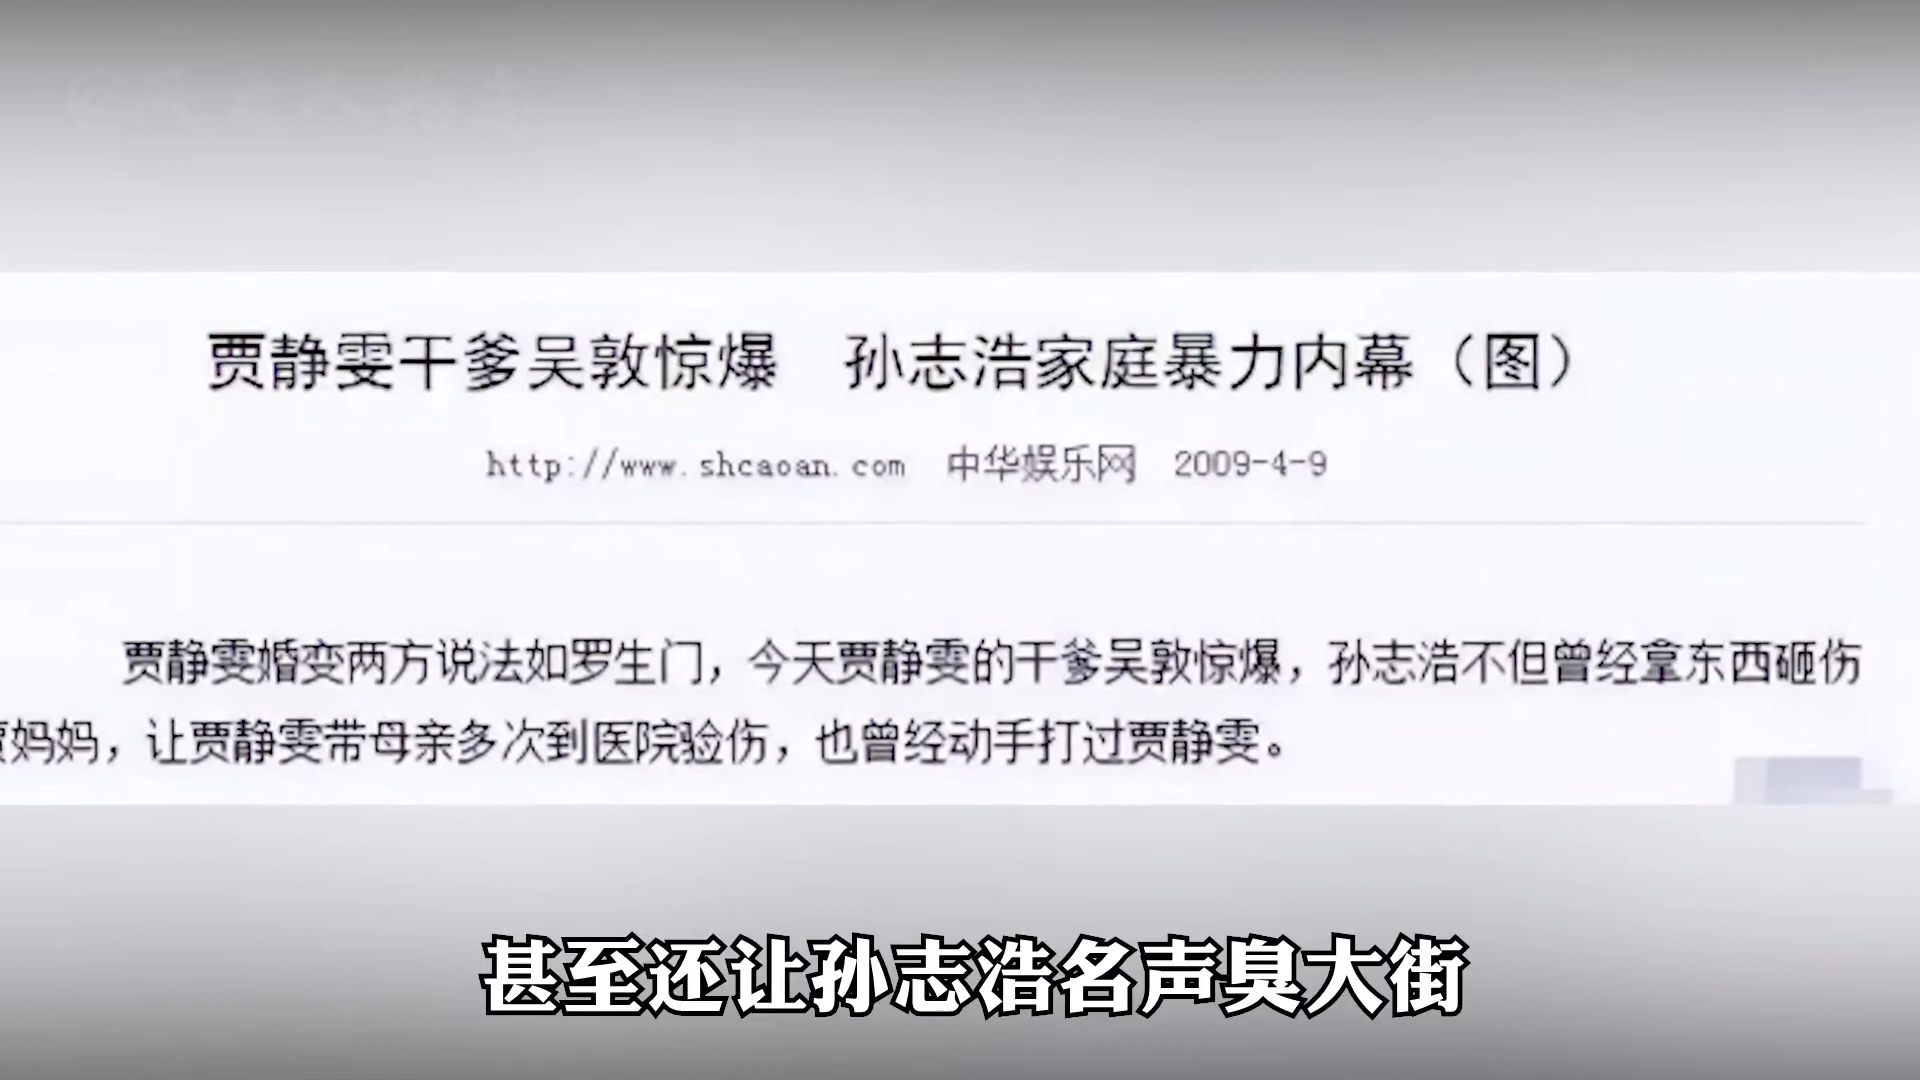 贾静雯干爹吴敦惊爆　孙志浩家庭暴力内幕（图）
http://www.shcaoan.com 中华娱乐网 2009-4-9
贾静雯婚变两方说法如罗生门，今天贾静雯的干爹吴敦惊爆，孙志浩不但曾经拿东西砸伤
妈妈，让贾静雯带母亲多次到医院验伤，也曾经动手打过贾静雯。
甚至还让孙志浩名声臭大街